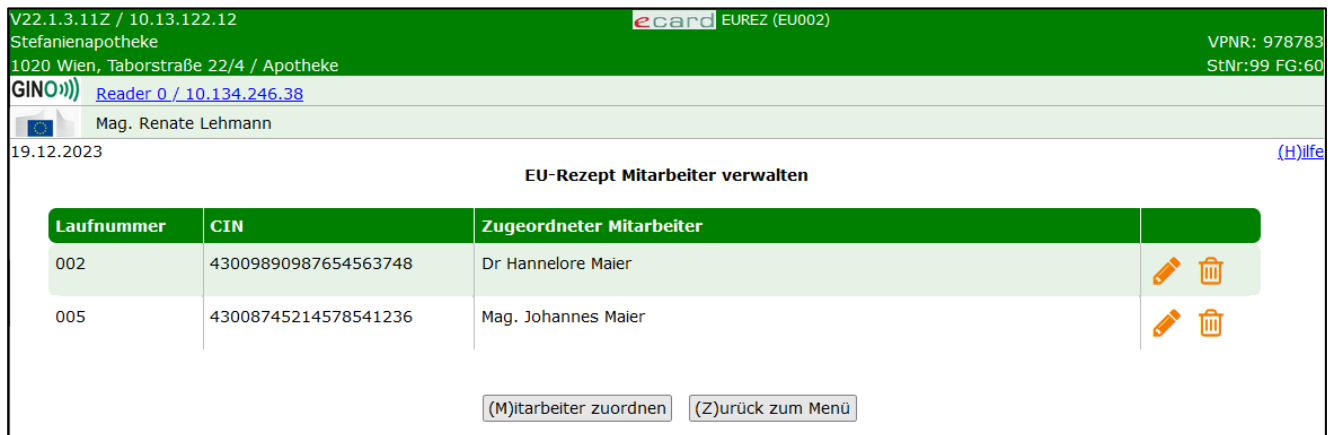 V22.1.3.11Z / 10.13.122.12 ecard EUREZ (EU002)
Stefanienapotheke VPNR: 978783
1020 Wien, Taborstraße 22/4 / Apotheke StNr:99 FG:60
GINO Reader 0 / 10.134.246.38
Mag. Renate Lehmann
19.12.2023 (H)ilfe
EU-Rezept Mitarbeiter verwalten
Laufnummer CIN Zugeordneter Mitarbeiter
002 43009890987654563748 Dr Hannelore Maier
005 43008745214578541236 Mag. Johannes Maier
(M)itarbeiter zuordnen (Z)urück zum Menü